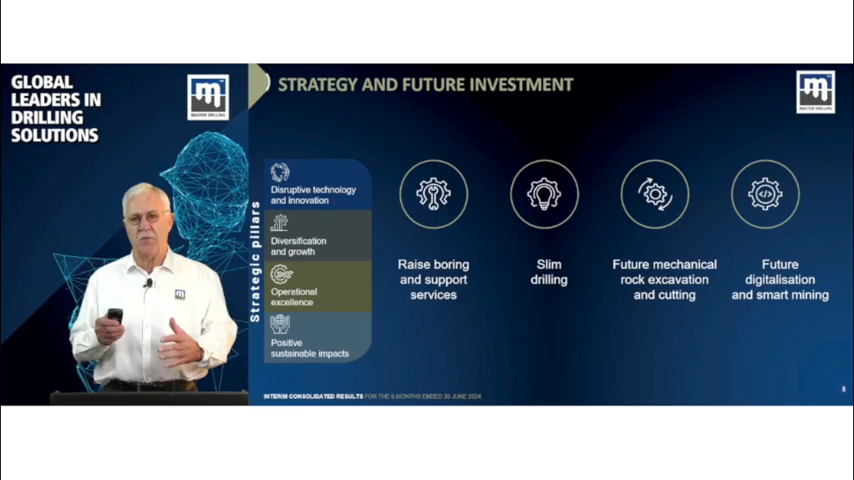 GLOBAL
LEADERS IN
DRILLING
SOLUTIONS
m
MASTER DRILLING
STRATEGY AND FUTURE INVESTMENT
m
MASTER DRILLING
Strategic pillars
Disruptive technology
and innovation
Diversification
and growth
Operational
excellence
Positive
sustainable impacts
Raise boring
and support
services
Slim
drilling
Future mechanical
rock excavation
and cutting
</>
Future
digitalisation
and smart mining
INTERIM CONSOLIDATED RESULTS FOR THE 6 MONTHS ENDED 30 JUNE 2024